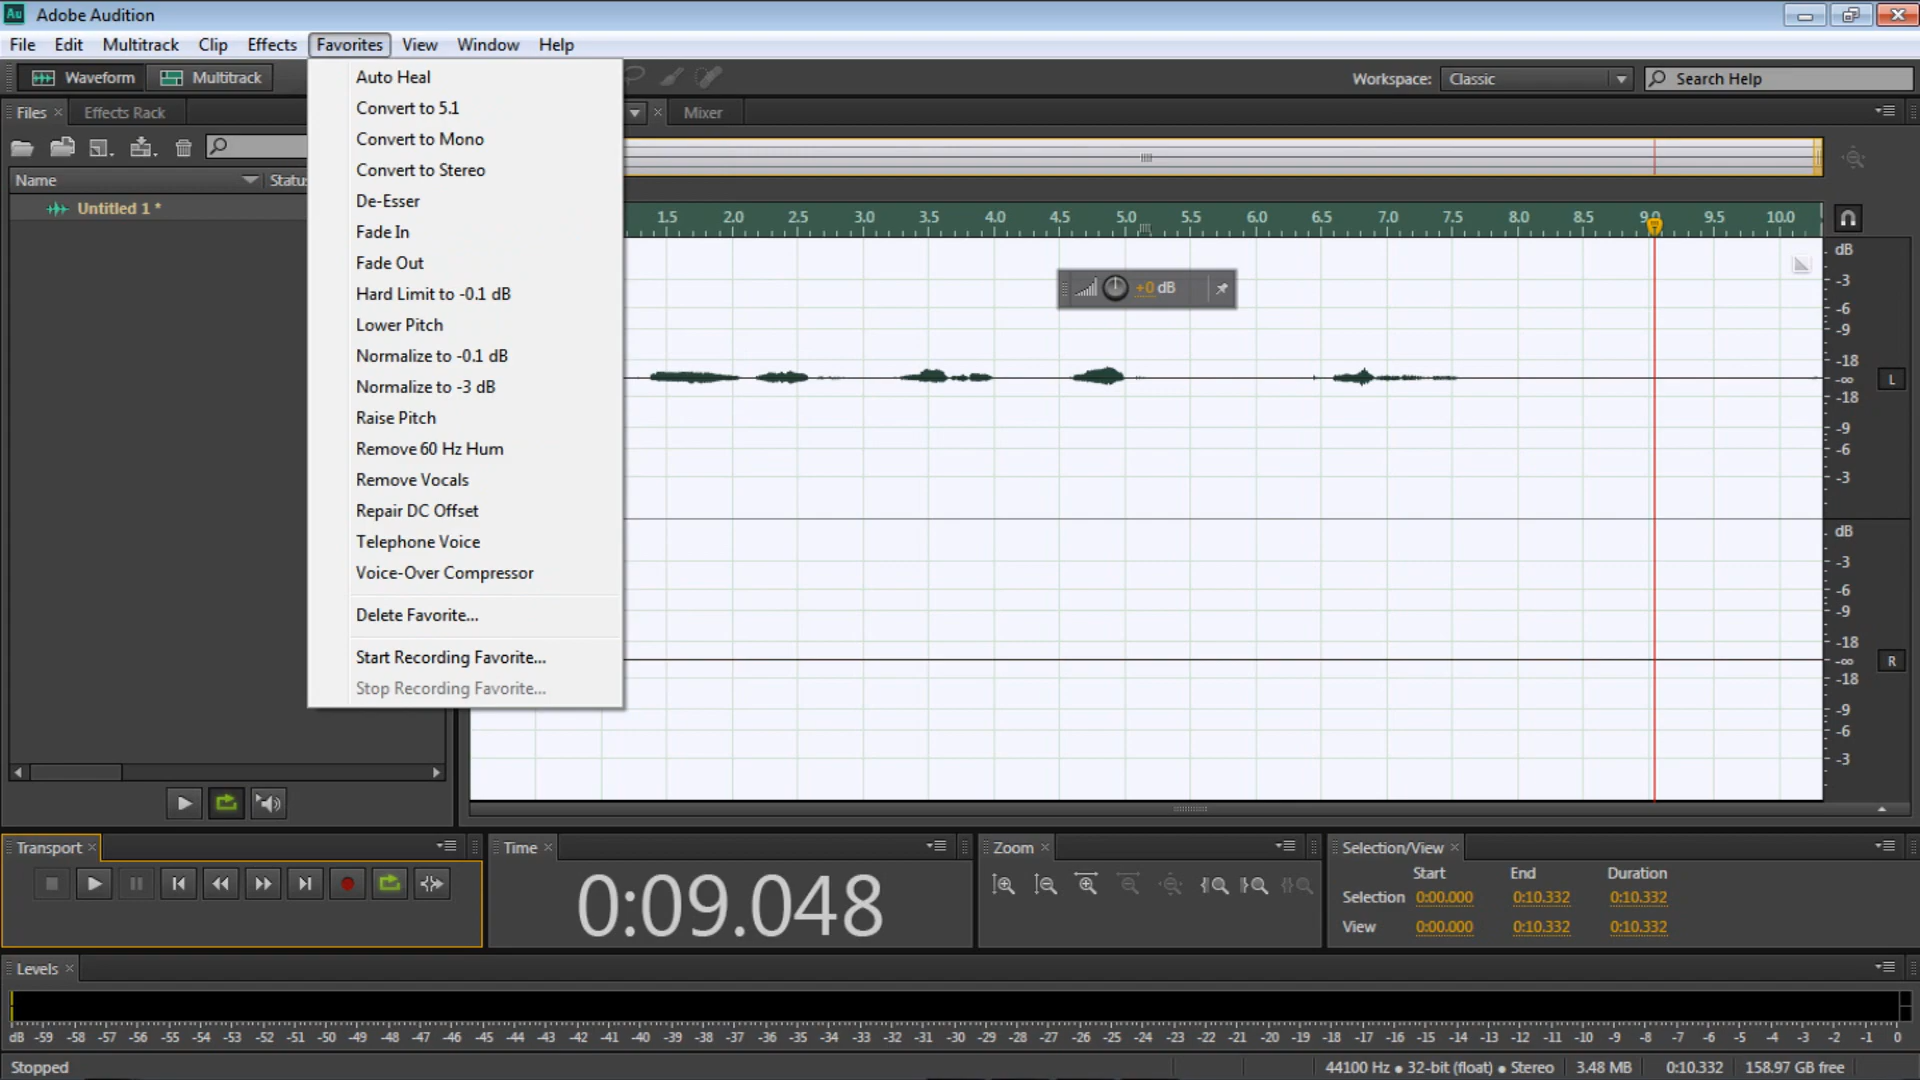 Au Adobe Audition
File Edit Multitrack Clip Effects Favorites View Window Help
Waveform Multitrack Workspace: Classic Search Help
Files × Effects Rack × Mixer
Name Status
Untitled 1 *
Auto Heal
Convert to 5.1
Convert to Mono
Convert to Stereo
De-Esser
Fade In
Fade Out
Hard Limit to -0.1 dB
Lower Pitch
Normalize to -0.1 dB
Normalize to -3 dB
Raise Pitch
Remove 60 Hz Hum
Remove Vocals
Repair DC Offset
Telephone Voice
Voice-Over Compressor
Delete Favorite...
Start Recording Favorite...
Stop Recording Favorite...
1.5 2.0 2.5 3.0 3.5 4.0 4.5 5.0 5.5 6.0 6.5 7.0 7.5 8.0 8.5 9.0 9.5 10.0
+0 dB
dB
-3
-6
-9
-18
-∞ L
-18
-9
-6
-3
dB
-3
-6
-9
-18
-∞ R
-18
-9
-6
-3
Transport × Time × Zoom × Selection/View ×
0:09.048
Start End Duration
Selection 0:00.000 0:10.332 0:10.332
View 0:00.000 0:10.332 0:10.332
Levels ×
dB -59 -58 -57 -56 -55 -54 -53 -52 -51 -50 -49 -48 -47 -46 -45 -44 -43 -42 -41 -40 -39 -38 -37 -36 -35 -34 -33 -32 -31 -30 -29 -28 -27 -26 -25 -24 -23 -22 -21 -20 -19 -18 -17 -16 -15 -14 -13 -12 -11 -10 -9 -8 -7 -6 -5 -4 -3 -2 -1 0
Stopped 44100 Hz ● 32-bit (float) ● Stereo 3.48 MB 0:10.332 158.97 GB free